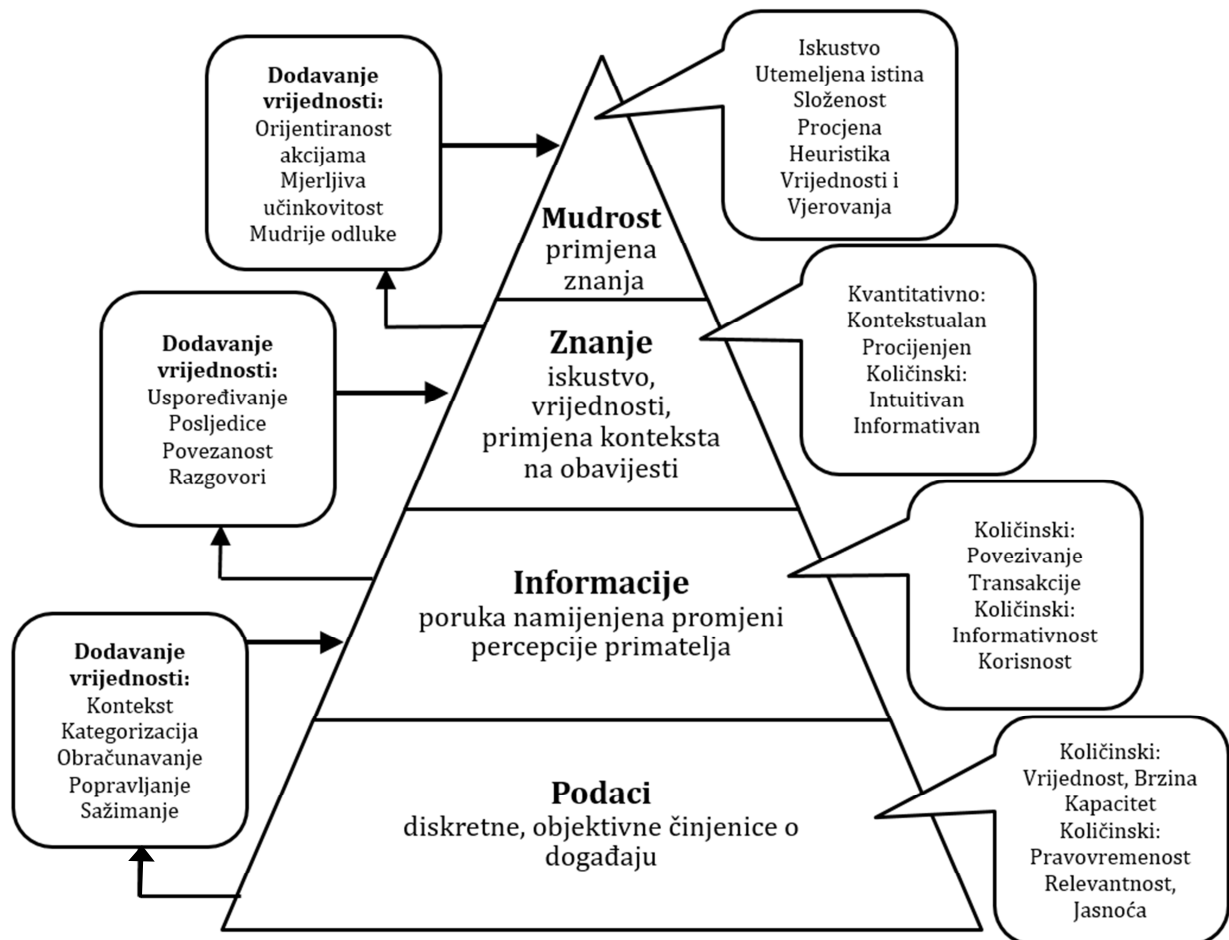 Dodavanje
vrijednosti:
Orijentiranost
akcijama
Mjerljiva
učinkovitost
Mudrije odluke
Iskustvo
Utemeljena istina
Složenost
Procjena
Heuristika
Vrijednosti i
Vjerovanja
Mudrost
primjena
znanja
Dodavanje
vrijednosti:
Uspoređivanje
Posljedice
Povezanost
Razgovori
Znanje
iskustvo,
vrijednosti,
primjena konteksta
na obavijesti
Kvantitativno:
Kontekstualan
Procijenjen
Količinski:
Intuitivan
Informativan
Informacije
poruka namijenjena promjeni
percepcije primatelja
Količinski:
Povezivanje
Transakcije
Količinski:
Informativnost
Korisnost
Dodavanje
vrijednosti:
Kontekst
Kategorizacija
Obračunavanje
Popravljanje
Sažimanje
Podaci
diskretne, objektivne činjenice o
događaju
Količinski:
Vrijednost, Brzina
Kapacitet
Količinski:
Pravovremenost
Relevantnost,
Jasnoća